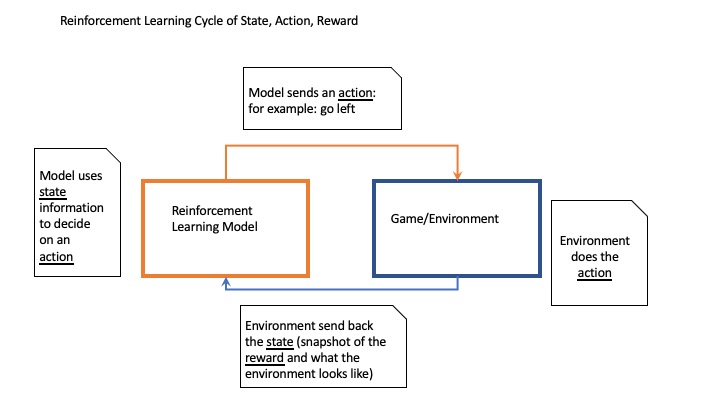 Reinforcement Learning Cycle of State, Action, Reward
Model sends an action:
for example: go left
Model uses
state
information
to decide
on an
action
Reinforcement
Learning Model
Game/Environment
Environment
does the
action
Environment send back
the state (snapshot of the
reward and what the
environment looks like)